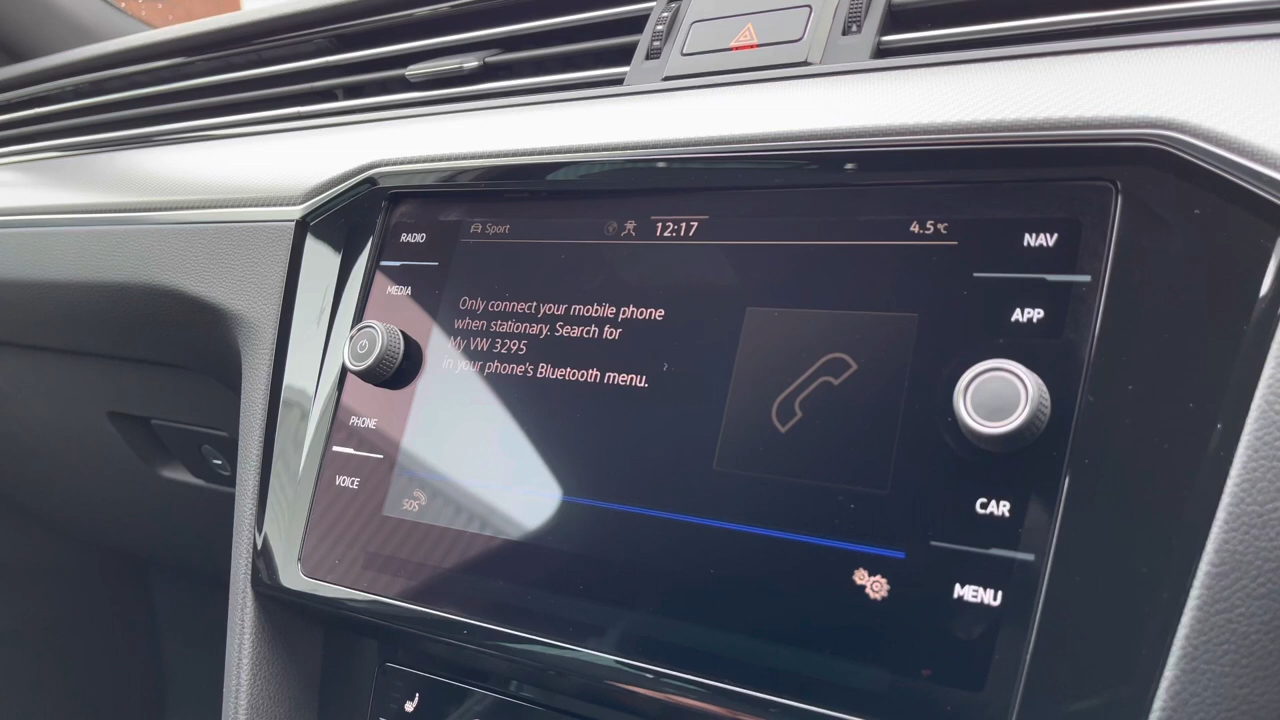 RADIO
Sport
12:17
4.5°C
NAV
MEDIA
APP
Only connect your mobile phone
when stationary. Search for
My VW 3295
in your phone's Bluetooth menu.
PHONE
VOICE
SOS
CAR
MENU